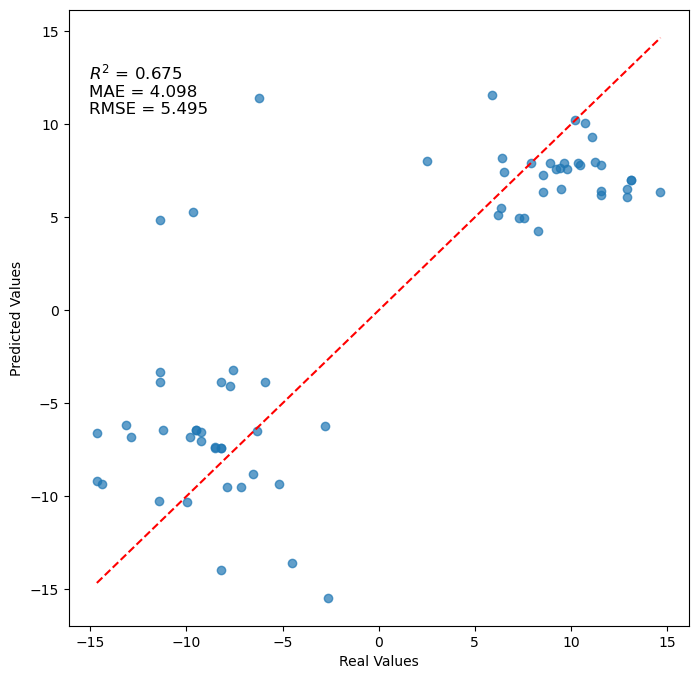 R² = 0.675
MAE = 4.098
RMSE = 5.495
15
10
5
0
−5
−10
−15
Predicted Values
−15 −10 −5 0 5 10 15
Real Values